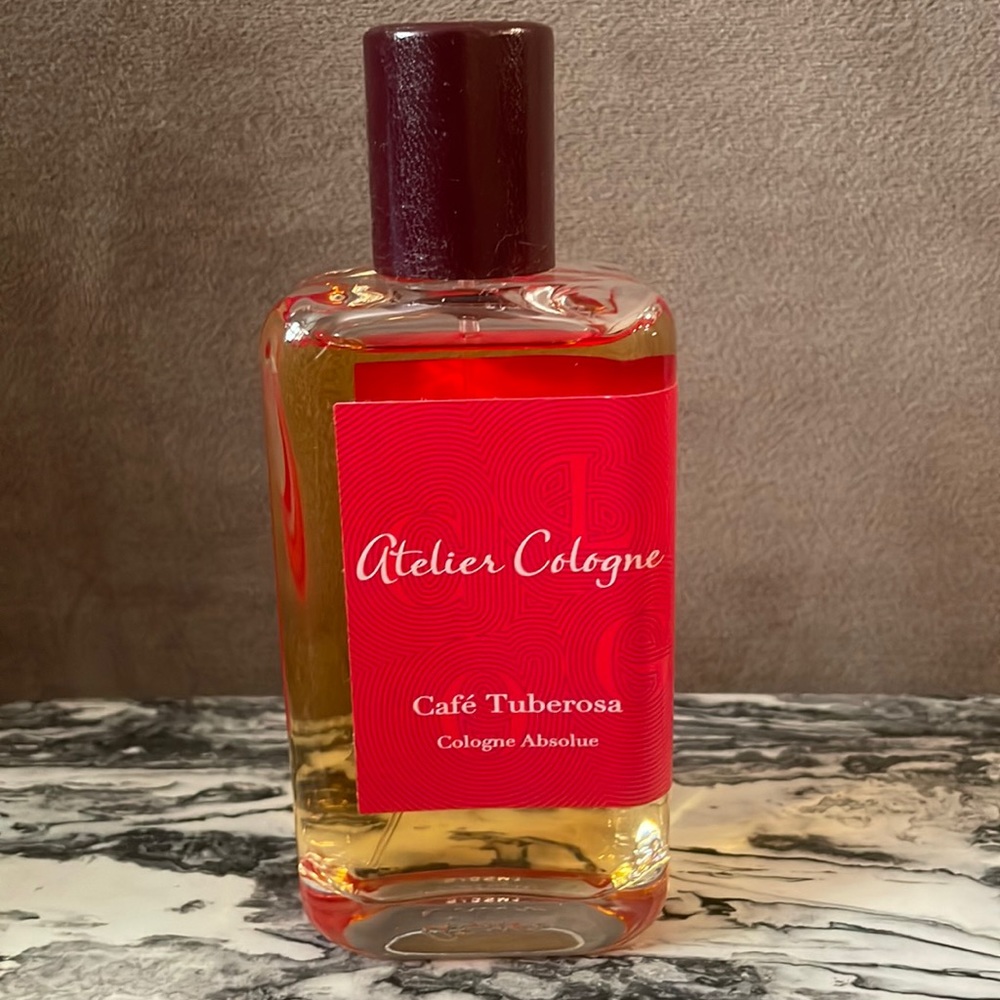 Atelier Cologne
Café Tuberosa
Cologne Absolue